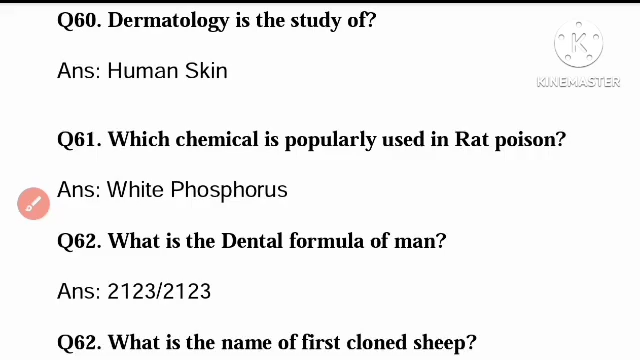 Q60. Dermatology is the study of?
Ans: Human Skin
K
KINEMASTER
Q61. Which chemical is popularly used in Rat poison?
Ans: White Phosphorus
Q62. What is the Dental formula of man?
Ans: 2123/2123
Q62. What is the name of first cloned sheep?